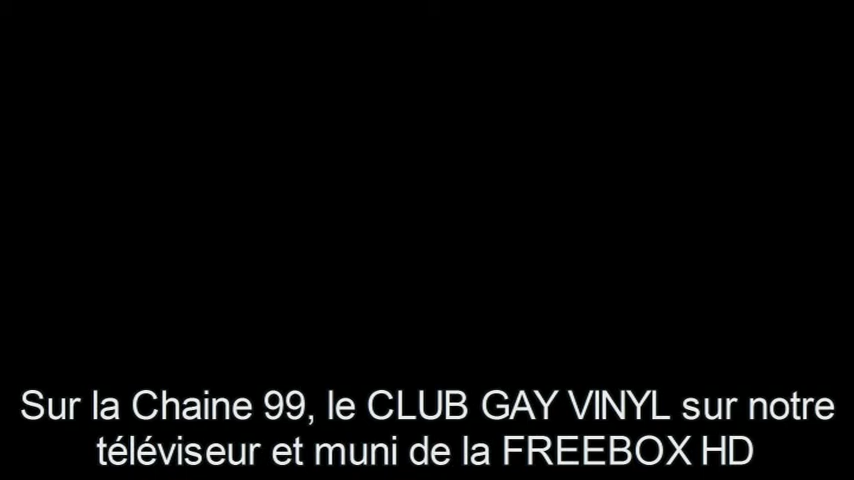 Sur la Chaine 99, le CLUB GAY VINYL sur notre
téléviseur et muni de la FREEBOX HD